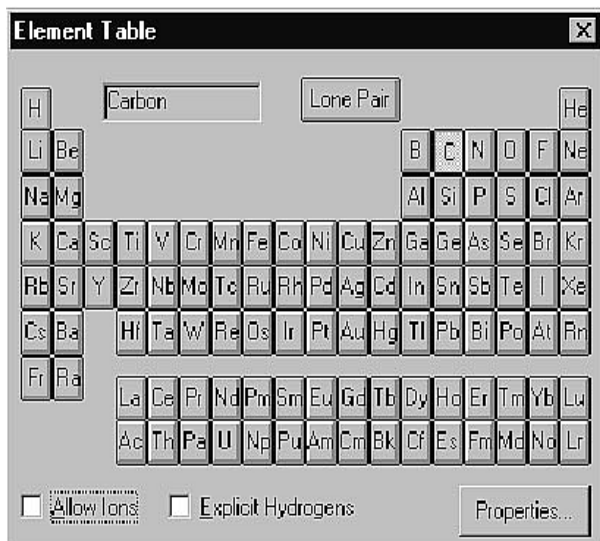 Element Table
Carbon Lone Pair
H He
Li Be B C N O F Ne
Na Mg Al Si P S Cl Ar
K Ca Sc Ti V Cr Mn Fe Co Ni Cu Zn Ga Ge As Se Br Kr
Rb Sr Y Zr Nb Mo Tc Ru Rh Pd Ag Cd In Sn Sb Te I Xe
Cs Ba Hf Ta W Re Os Ir Pt Au Hg Tl Pb Bi Po At Rn
Fr Ra
La Ce Pr Nd Pm Sm Eu Gd Tb Dy Ho Er Tm Yb Lu
Ac Th Pa U Np Pu Am Cm Bk Cf Es Fm Md No Lr
Allow Ions Explicit Hydrogens Properties...